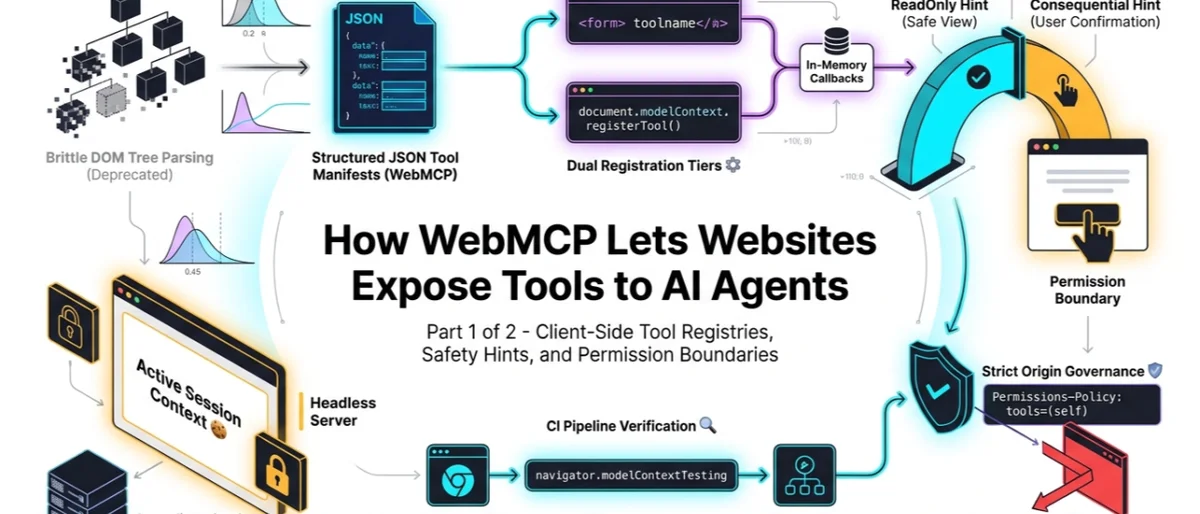 0.2
JSON
{
data": {
},
data": {
}
<form> toolname</
document.modelContext.
registerTool()
In-Memory
Callbacks
ReadOnly Hint
(Safe View)
Consequential Hint
(User Confirmation)
Brittle DOM Tree Parsing
(Deprecated)
Structured JSON Tool
Manifests (WebMCP)
Dual Registration Tiers
0.45
How WebMCP Lets Websites
Expose Tools to AI Agents
Part 1 of 2 - Client-Side Tool Registries,
Safety Hints, and Permission Boundaries
Permission
Boundary
Active Session
Context
Headless
Server
CI Pipeline Verification
navigator.modelContextTesting
Strict Origin Governance
Permissions-Policy:
tools=(self)